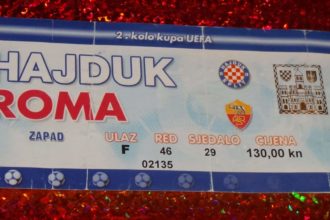 2. kolo kupa UEFA
HAJDUK
ROMA
ZAPAD
ULAZ RED SJEDALO CIJENA
F 46 29 130,00 kn
02135